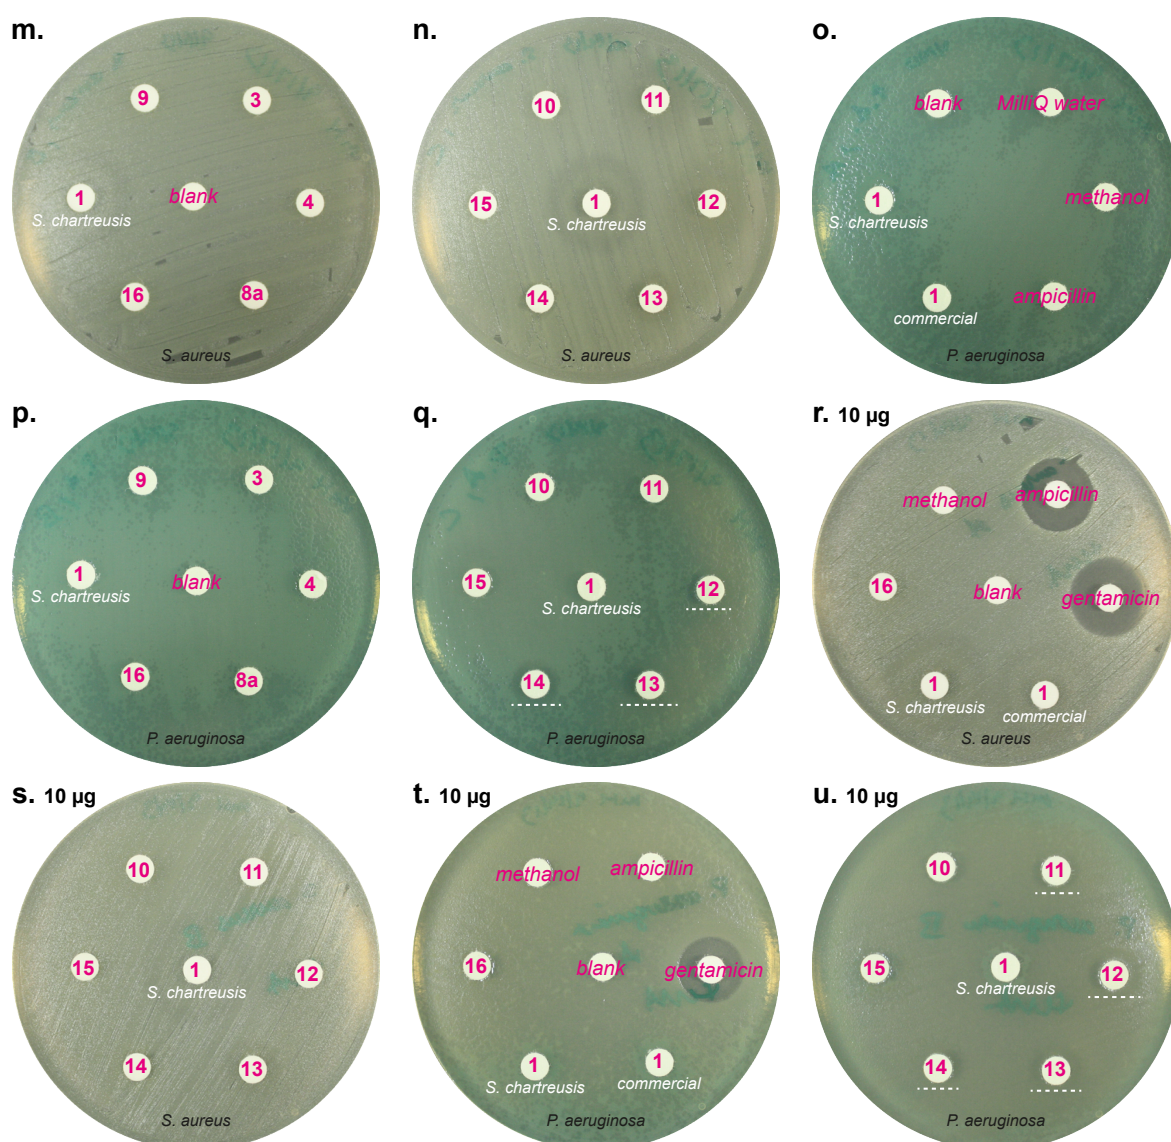 m.
9
3
1
S. chartreusis
blank
4
16
8a
S. aureus
n.
10
11
15
1
S. chartreusis
12
14
13
S. aureus
o.
blank
MilliQ water
1
S. chartreusis
methanol
1
commercial
ampicillin
P. aeruginosa
p.
9
3
1
S. chartreusis
blank
4
16
8a
P. aeruginosa
q.
10
11
15
1
S. chartreusis
12
14
13
P. aeruginosa
r. 10 µg
methanol
ampicillin
16
blank
gentamicin
1
S. chartreusis
1
commercial
S. aureus
s. 10 µg
10
11
15
1
S. chartreusis
12
14
13
S. aureus
t. 10 µg
methanol
ampicillin
16
blank
gentamicin
1
S. chartreusis
1
commercial
P. aeruginosa
u. 10 µg
10
11
15
1
S. chartreusis
12
14
13
P. aeruginosa